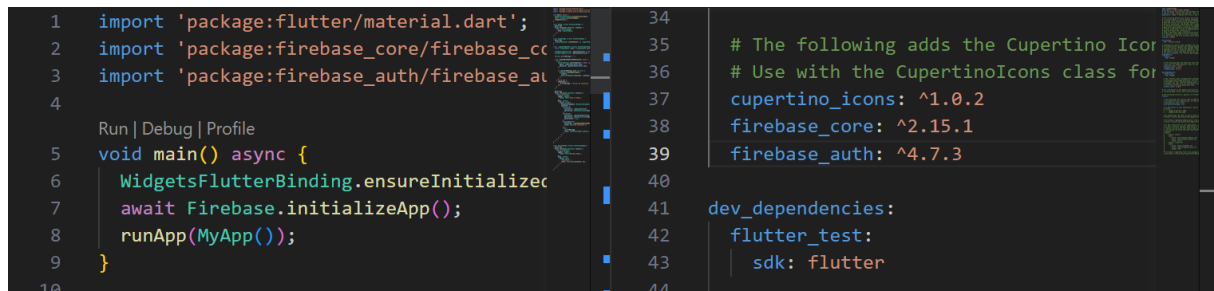 1 import 'package:flutter/material.dart';
2 import 'package:firebase_core/firebase_co
3 import 'package:firebase_auth/firebase_au
4
Run | Debug | Profile
5 void main() async {
6 WidgetsFlutterBinding.ensureInitialized
7 await Firebase.initializeApp();
8 runApp(MyApp());
9 }
10
34
35 # The following adds the Cupertino Icon
36 # Use with the CupertinoIcons class for
37 cupertino_icons: ^1.0.2
38 firebase_core: ^2.15.1
39 firebase_auth: ^4.7.3
40
41 dev_dependencies:
42 flutter_test:
43 sdk: flutter
44